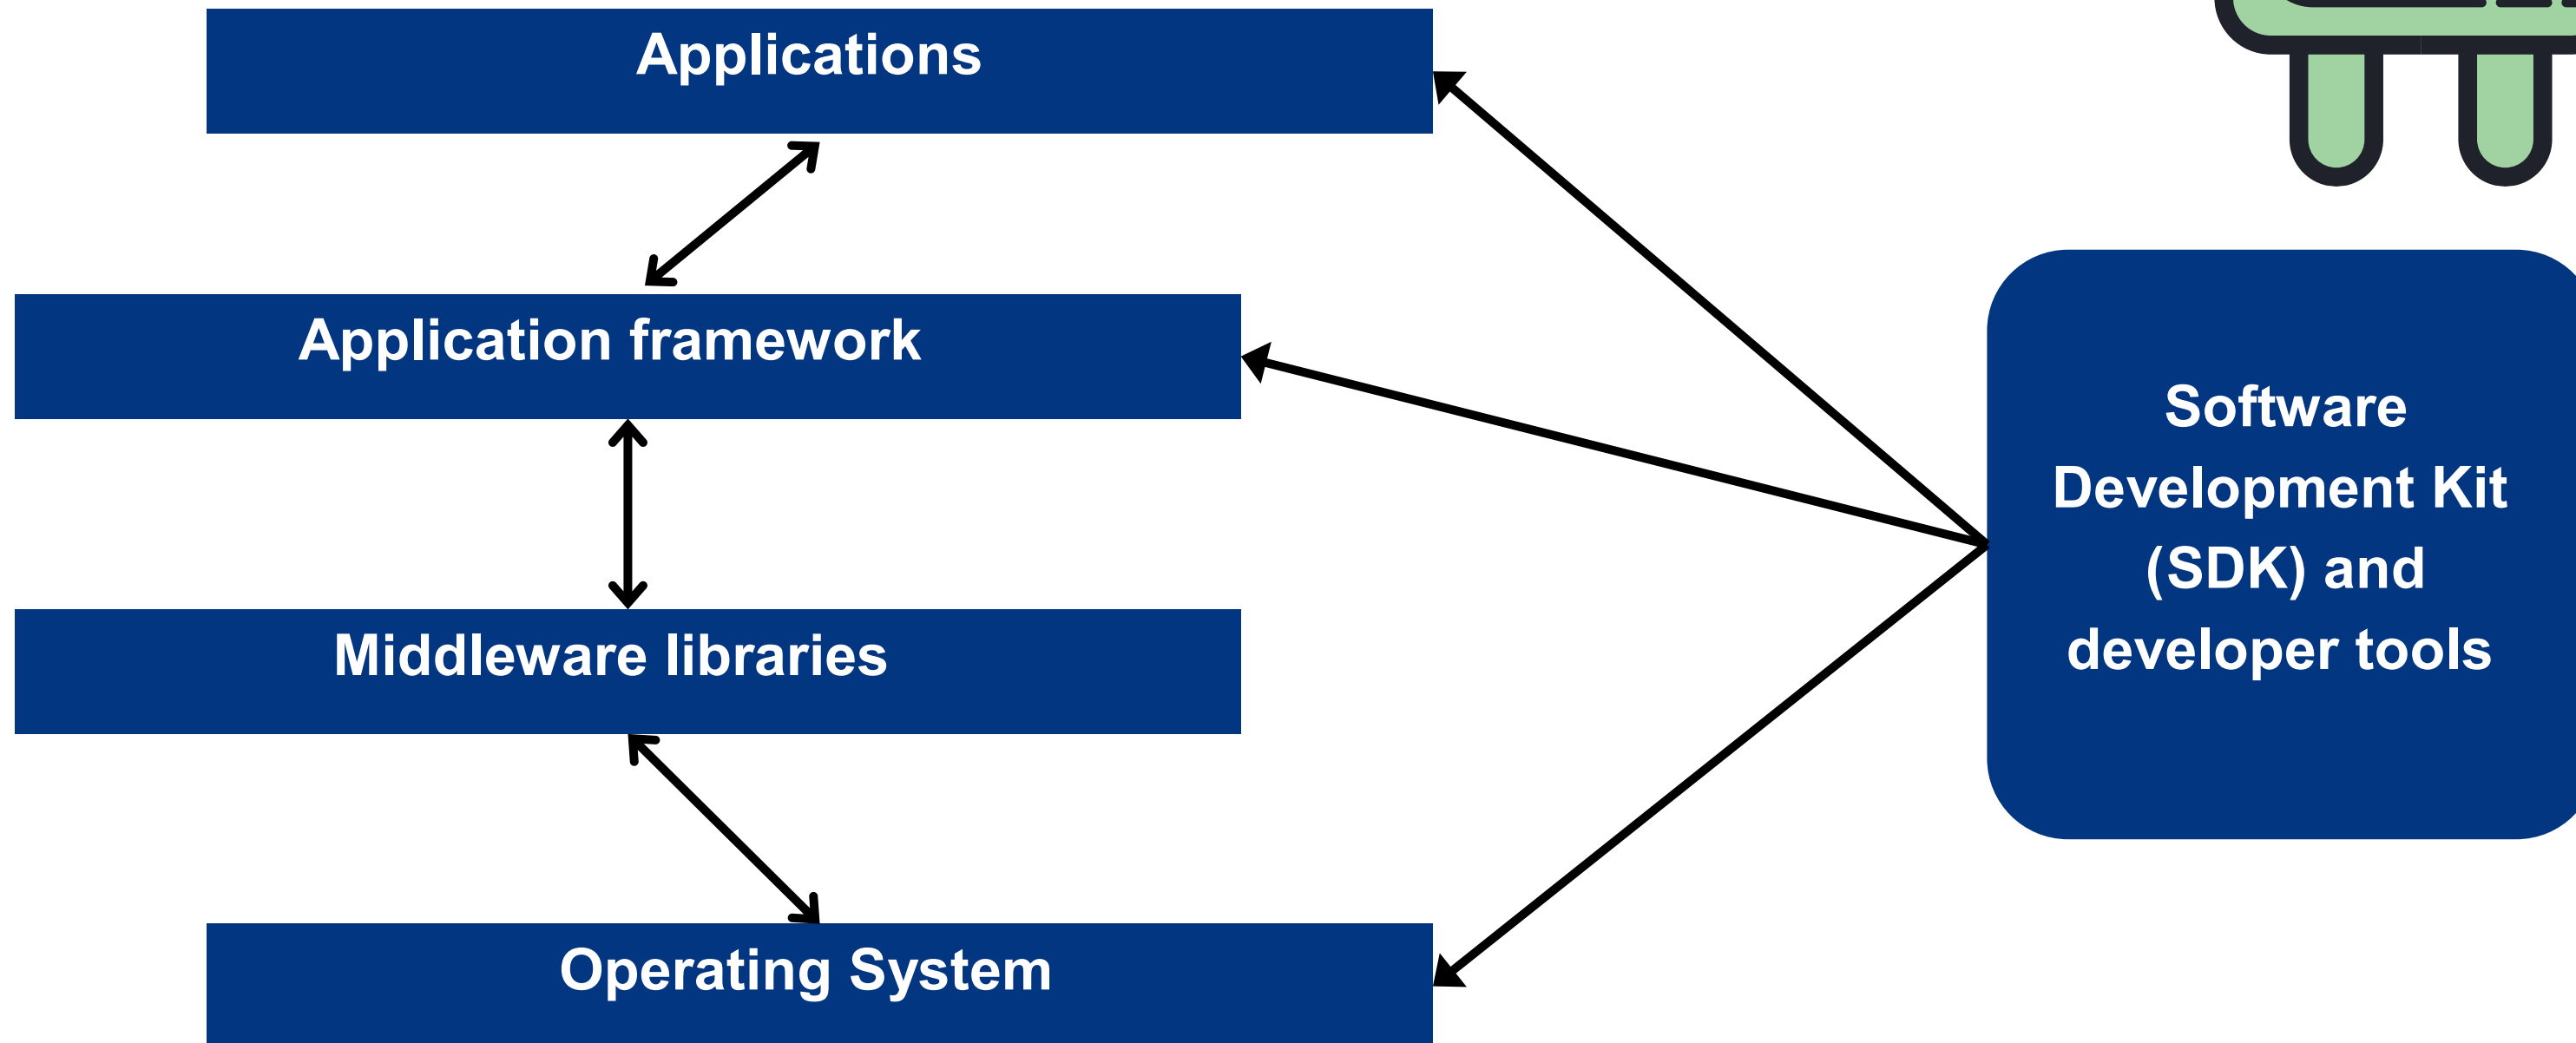 Applications
Application framework
Middleware libraries
Operating System
Software
Development Kit
(SDK) and
developer tools